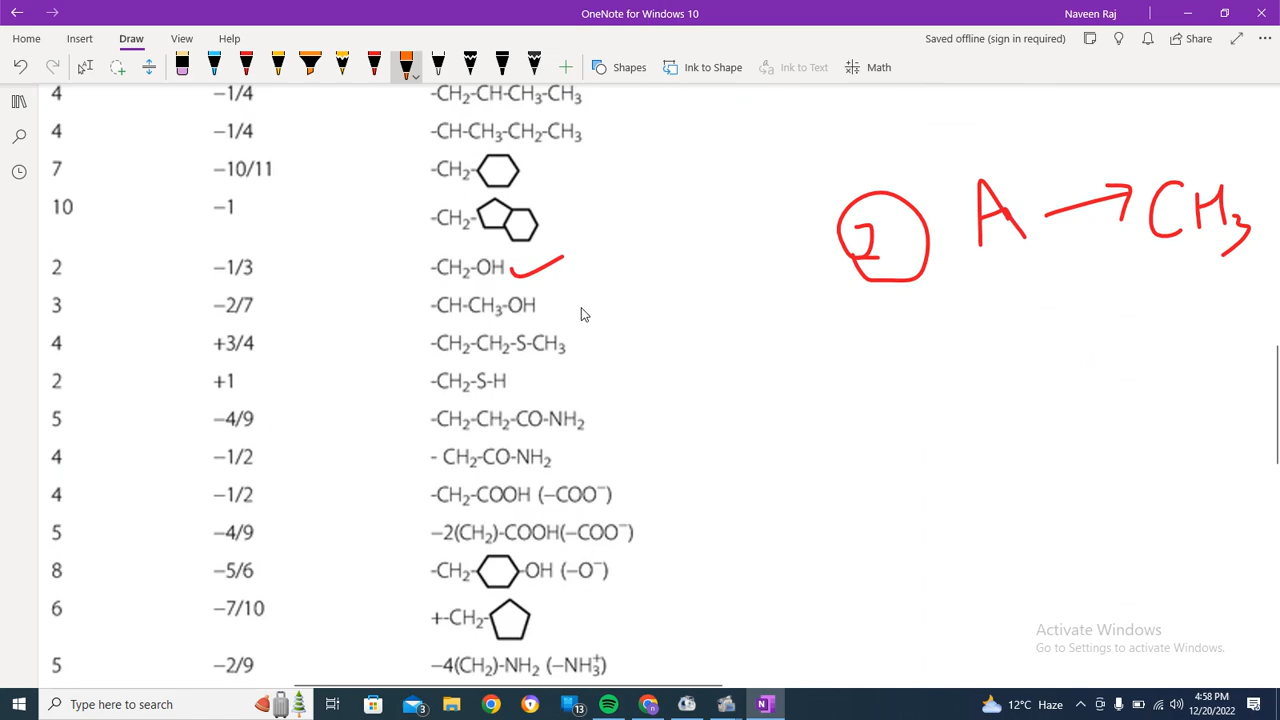 OneNote for Windows 10
Naveen Raj
Home Insert Draw View Help
Saved offline (sign in required) Share
Shapes Ink to Shape Ink to Text Math
4 −1/4 -CH₂-CH-CH₃-CH₃
4 −1/4 -CH-CH₃-CH₂-CH₃
7 −10/11 -CH₂-
10 −1 -CH₂-
2 −1/3 -CH₂-OH
3 −2/7 -CH-CH₃-OH
4 +3/4 -CH₂-CH₂-S-CH₃
2 +1 -CH₂-S-H
5 −4/9 -CH₂-CH₂-CO-NH₂
4 −1/2 - CH₂-CO-NH₂
4 −1/2 -CH₂-COOH (−COO⁻)
5 −4/9 −2(CH₂)-COOH(−COO⁻)
8 −5/6 -CH₂- -OH (−O⁻)
6 −7/10 +-CH₂-
5 −2/9 −4(CH₂)-NH₂ (−NH₃⁺)
2 A → CH₃
Activate Windows
Go to Settings to activate Windows.
Type here to search
3
13
12°C Haze
4:58 PM
12/20/2022